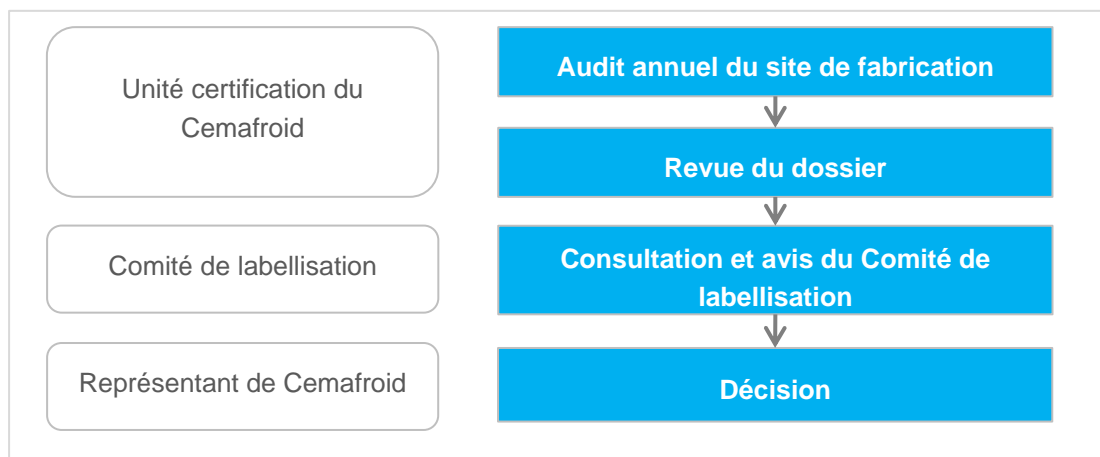 Unité certification du
Cemafroid
Audit annuel du site de fabrication
Revue du dossier
Comité de labellisation
Consultation et avis du Comité de
labellisation
Représentant de Cemafroid
Décision